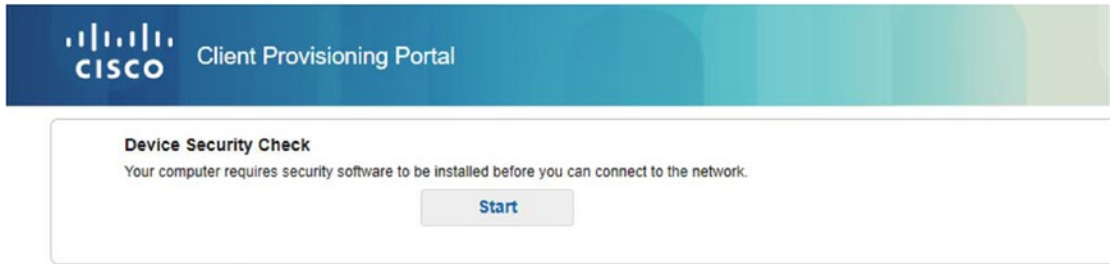 CISCO
Client Provisioning Portal
Device Security Check
Your computer requires security software to be installed before you can connect to the network.
Start